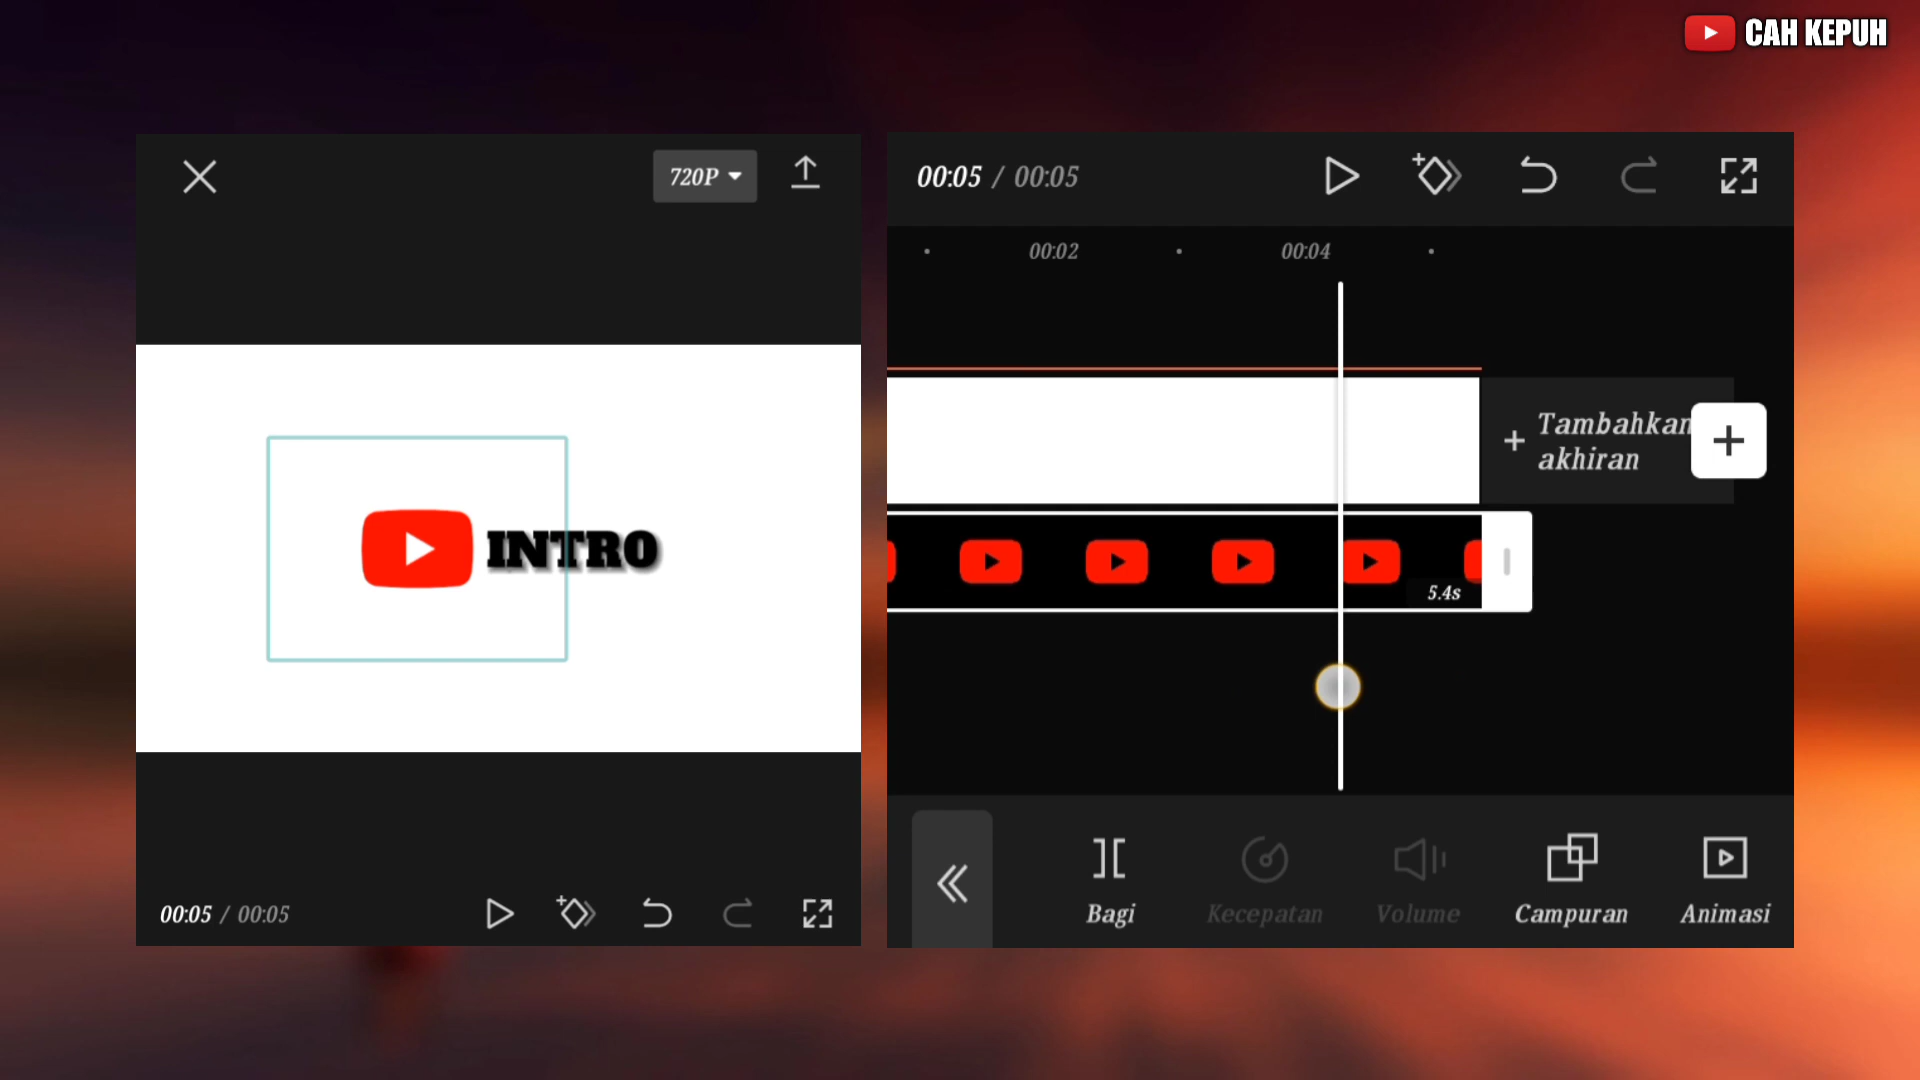 CAH KEPUH
720P
INTRO
00:05 / 00:05
00:05 / 00:05
00:02
00:04
+ Tambahkan
akhiran
5.4s
Bagi
Kecepatan
Volume
Campuran
Animasi